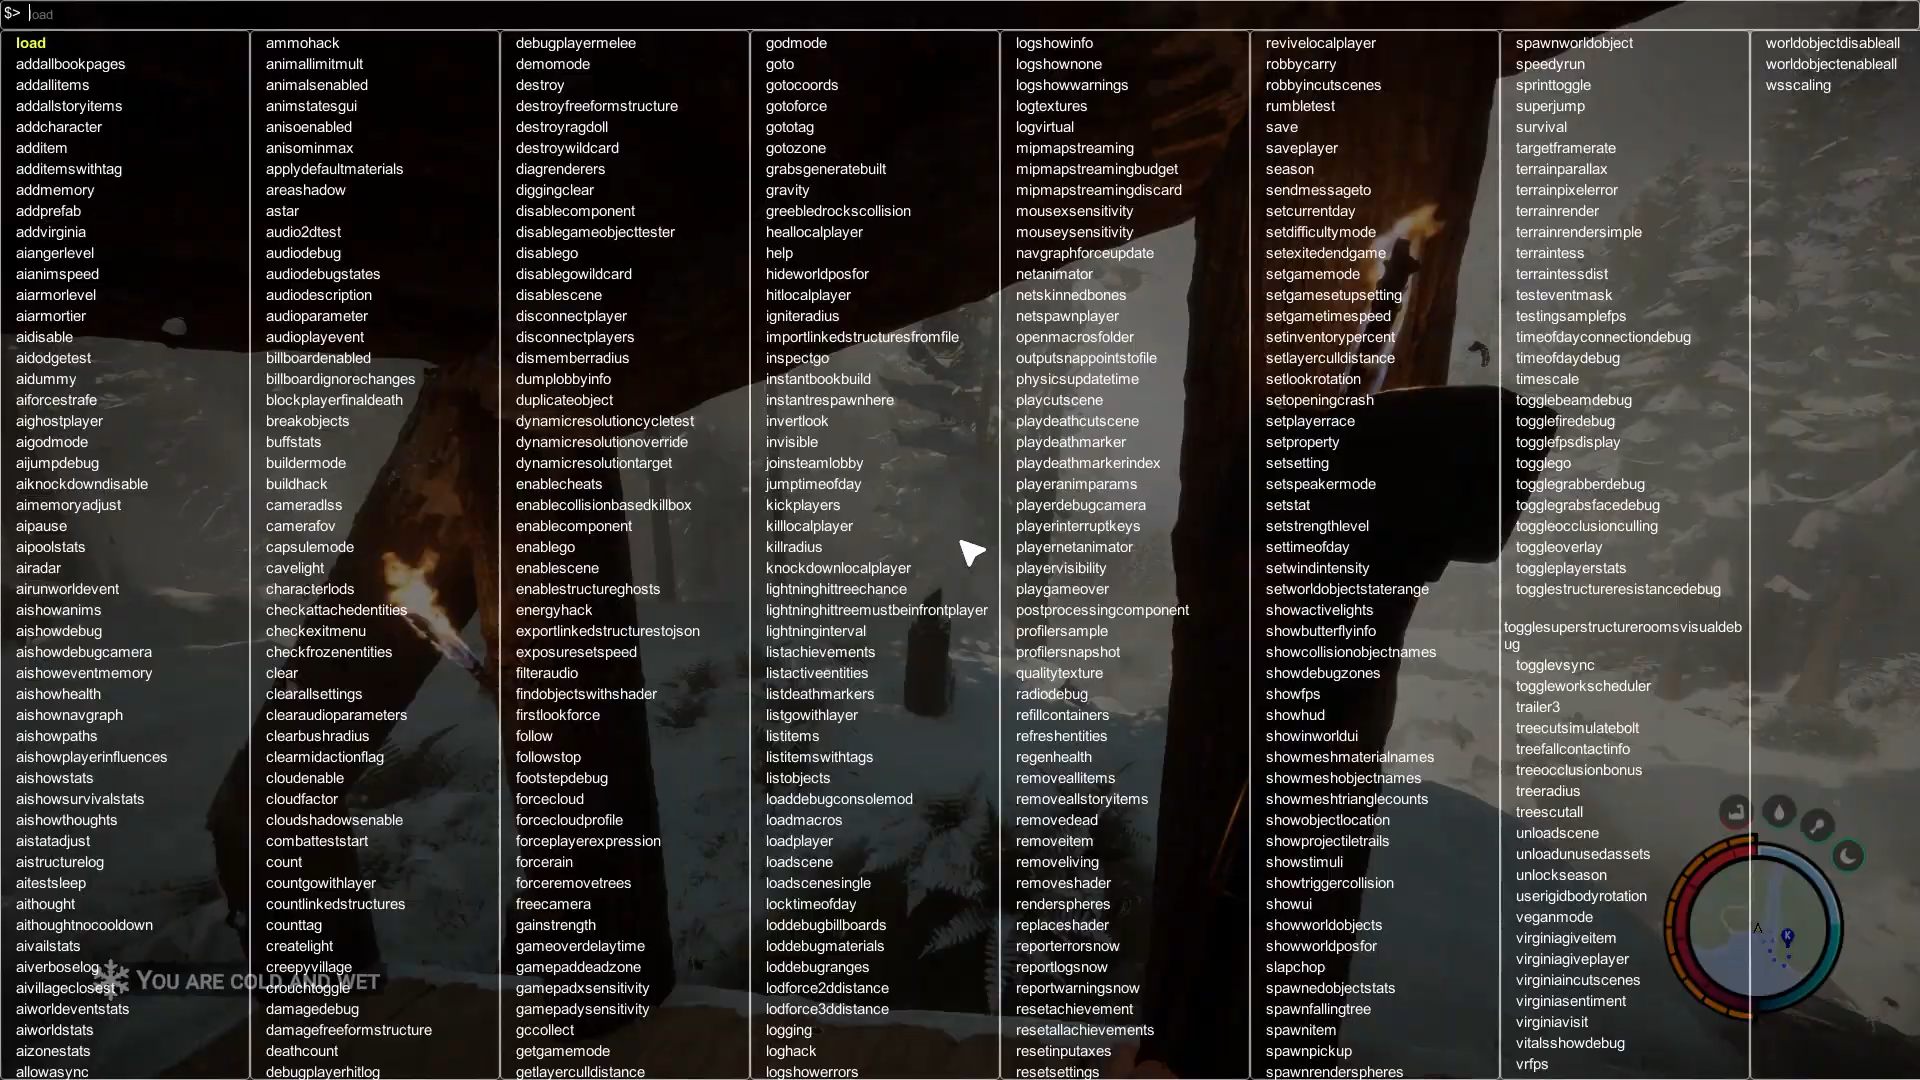 $> load
load
addallbookpages
addallitems
addallstoryitems
addcharacter
additem
additemswithtag
addmemory
addprefab
addvirginia
aiangerlevel
aianimspeed
aiarmorlevel
aiarmortier
aidisable
aidodgetest
aidummy
aiforcestrafe
aighostplayer
aigodmode
aijumpdebug
aiknockdowndisable
aimemoryadjust
aipause
aipoolstats
airadar
airunworldevent
aishowanims
aishowdebug
aishowdebugcamera
aishoweventmemory
aishowhealth
aishownavgraph
aishowpaths
aishowplayerinfluences
aishowstats
aishowsurvivalstats
aishowthoughts
aistatadjust
aistructurelog
aitestsleep
aithought
aithoughtnocooldown
aivailstats
aiverboselog
aivillageclosest
aiworldeventstats
aiworldstats
aizonestats
allowasync
ammohack
animallimitmult
animalsenabled
animstatesgui
anisoenabled
anisominmax
applydefaultmaterials
areashadow
astar
audio2dtest
audiodebug
audiodebugstates
audiodescription
audioparameter
audioplayevent
billboardenabled
billboardignorechanges
blockplayerfinaldeath
breakobjects
buffstats
buildermode
buildhack
cameradlss
camerafov
capsulemode
cavelight
characterlods
checkattachedentities
checkexitmenu
checkfrozenentities
clear
clearallsettings
clearaudioparameters
clearbushradius
clearmidactionflag
cloudenable
cloudfactor
cloudshadowsenable
combatteststart
count
countgowithlayer
countlinkedstructures
counttag
createlight
creepyvillage
crouchtoggle
damagedebug
damagefreeformstructure
deathcount
debugplayerhitlog
debugplayermelee
demomode
destroy
destroyfreeformstructure
destroyragdoll
destroywildcard
diagrenderers
diggingclear
disablecomponent
disablegameobjecttester
disablego
disablegowildcard
disablescene
disconnectplayer
disconnectplayers
dismemberradius
dumplobbyinfo
duplicateobject
dynamicresolutioncycletest
dynamicresolutionoverride
dynamicresolutiontarget
enablecheats
enablecollisionbasedkillbox
enablecomponent
enablego
enablescene
enablestructureghosts
energyhack
exportlinkedstructurestojson
exposuresetspeed
filteraudio
findobjectswithshader
firstlookforce
follow
followstop
footstepdebug
forcecloud
forcecloudprofile
forceplayerexpression
forcerain
forceremovetrees
freecamera
gainstrength
gameoverdelaytime
gamepaddeadzone
gamepadxsensitivity
gamepadysensitivity
gccollect
getgamemode
getlayerculldistance
godmode
goto
gotocoords
gotoforce
gototag
gotozone
grabsgeneratebuilt
gravity
greebledrockscollision
heallocalplayer
help
hideworldposfor
hitlocalplayer
igniteradius
importlinkedstructuresfromfile
inspectgo
instantbookbuild
instantrespawnhere
invertlook
invisible
joinsteamlobby
jumptimeofday
kickplayers
killlocalplayer
killradius
knockdownlocalplayer
lightninghittreechance
lightninghittreemustbeinfrontplayer
lightninginterval
listachievements
listactiveentities
listdeathmarkers
listgowithlayer
listitems
listitemswithtags
listobjects
loaddebugconsolemod
loadmacros
loadplayer
loadscene
loadscenesingle
locktimeofday
loddebugbillboards
loddebugmaterials
loddebugranges
lodforce2ddistance
lodforce3ddistance
logging
loghack
logshowerrors
logshowinfo
logshownone
logshowwarnings
logtextures
logvirtual
mipmapstreaming
mipmapstreamingbudget
mipmapstreamingdiscard
mousexsensitivity
mouseysensitivity
navgraphforceupdate
netanimator
netskinnedbones
netspawnplayer
openmacrosfolder
outputsnappointstofile
physicsupdatetime
playcutscene
playdeathcutscene
playdeathmarker
playdeathmarkerindex
playeranimparams
playerdebugcamera
playerinterruptkeys
playernetanimator
playervisibility
playgameover
postprocessingcomponent
profilersample
profilersnapshot
qualitytexture
radiodebug
refillcontainers
refreshentities
regenhealth
removeallitems
removeallstoryitems
removedead
removeitem
removeliving
removeshader
renderspheres
replaceshader
reporterrorsnow
reportlogsnow
reportwarningsnow
resetachievement
resetallachievements
resetinputaxes
resetsettings
revivelocalplayer
robbycarry
robbyincutscenes
rumbletest
save
saveplayer
season
sendmessageto
setcurrentday
setdifficultymode
setexitedendgame
setgamemode
setgamesetupsetting
setgametimespeed
setinventorypercent
setlayerculldistance
setlookrotation
setopeningcrash
setplayerrace
setproperty
setsetting
setspeakermode
setstat
setstrengthlevel
settimeofday
setwindintensity
setworldobjectstaterange
showactivelights
showbutterflyinfo
showcollisionobjectnames
showdebugzones
showfps
showhud
showinworldui
showmeshmaterialnames
showmeshobjectnames
showmeshtrianglecounts
showobjectlocation
showprojectiletrails
showstimuli
showtriggercollision
showui
showworldobjects
showworldposfor
slapchop
spawnedobjectstats
spawnfallingtree
spawnitem
spawnpickup
spawnrenderspheres
spawnworldobject
speedyrun
sprinttoggle
superjump
survival
targetframerate
terrainparallax
terrainpixelerror
terrainrender
terrainrendersimple
terraintess
terraintessdist
testeventmask
testingsamplefps
timeofdayconnectiondebug
timeofdaydebug
timescale
togglebeamdebug
togglefiredebug
togglefpsdisplay
togglego
togglegrabberdebug
togglegrabsfacedebug
toggleocclusionculling
toggleoverlay
toggleplayerstats
togglestructureresistancedebug
togglesuperstructureroomsvisualdeb
ug
togglevsync
toggleworkscheduler
trailer3
treecutsimulatebolt
treefallcontactinfo
treeocclusionbonus
treeradius
treescutall
unloadscene
unloadunusedassets
unlockseason
userigidbodyrotation
veganmode
virginiagiveitem
virginiagiveplayer
virginiaincutscenes
virginiasentiment
virginiavisit
vitalsshowdebug
vrfps
worldobjectdisableall
worldobjectenableall
wsscaling
YOU ARE COLD AND WET
K